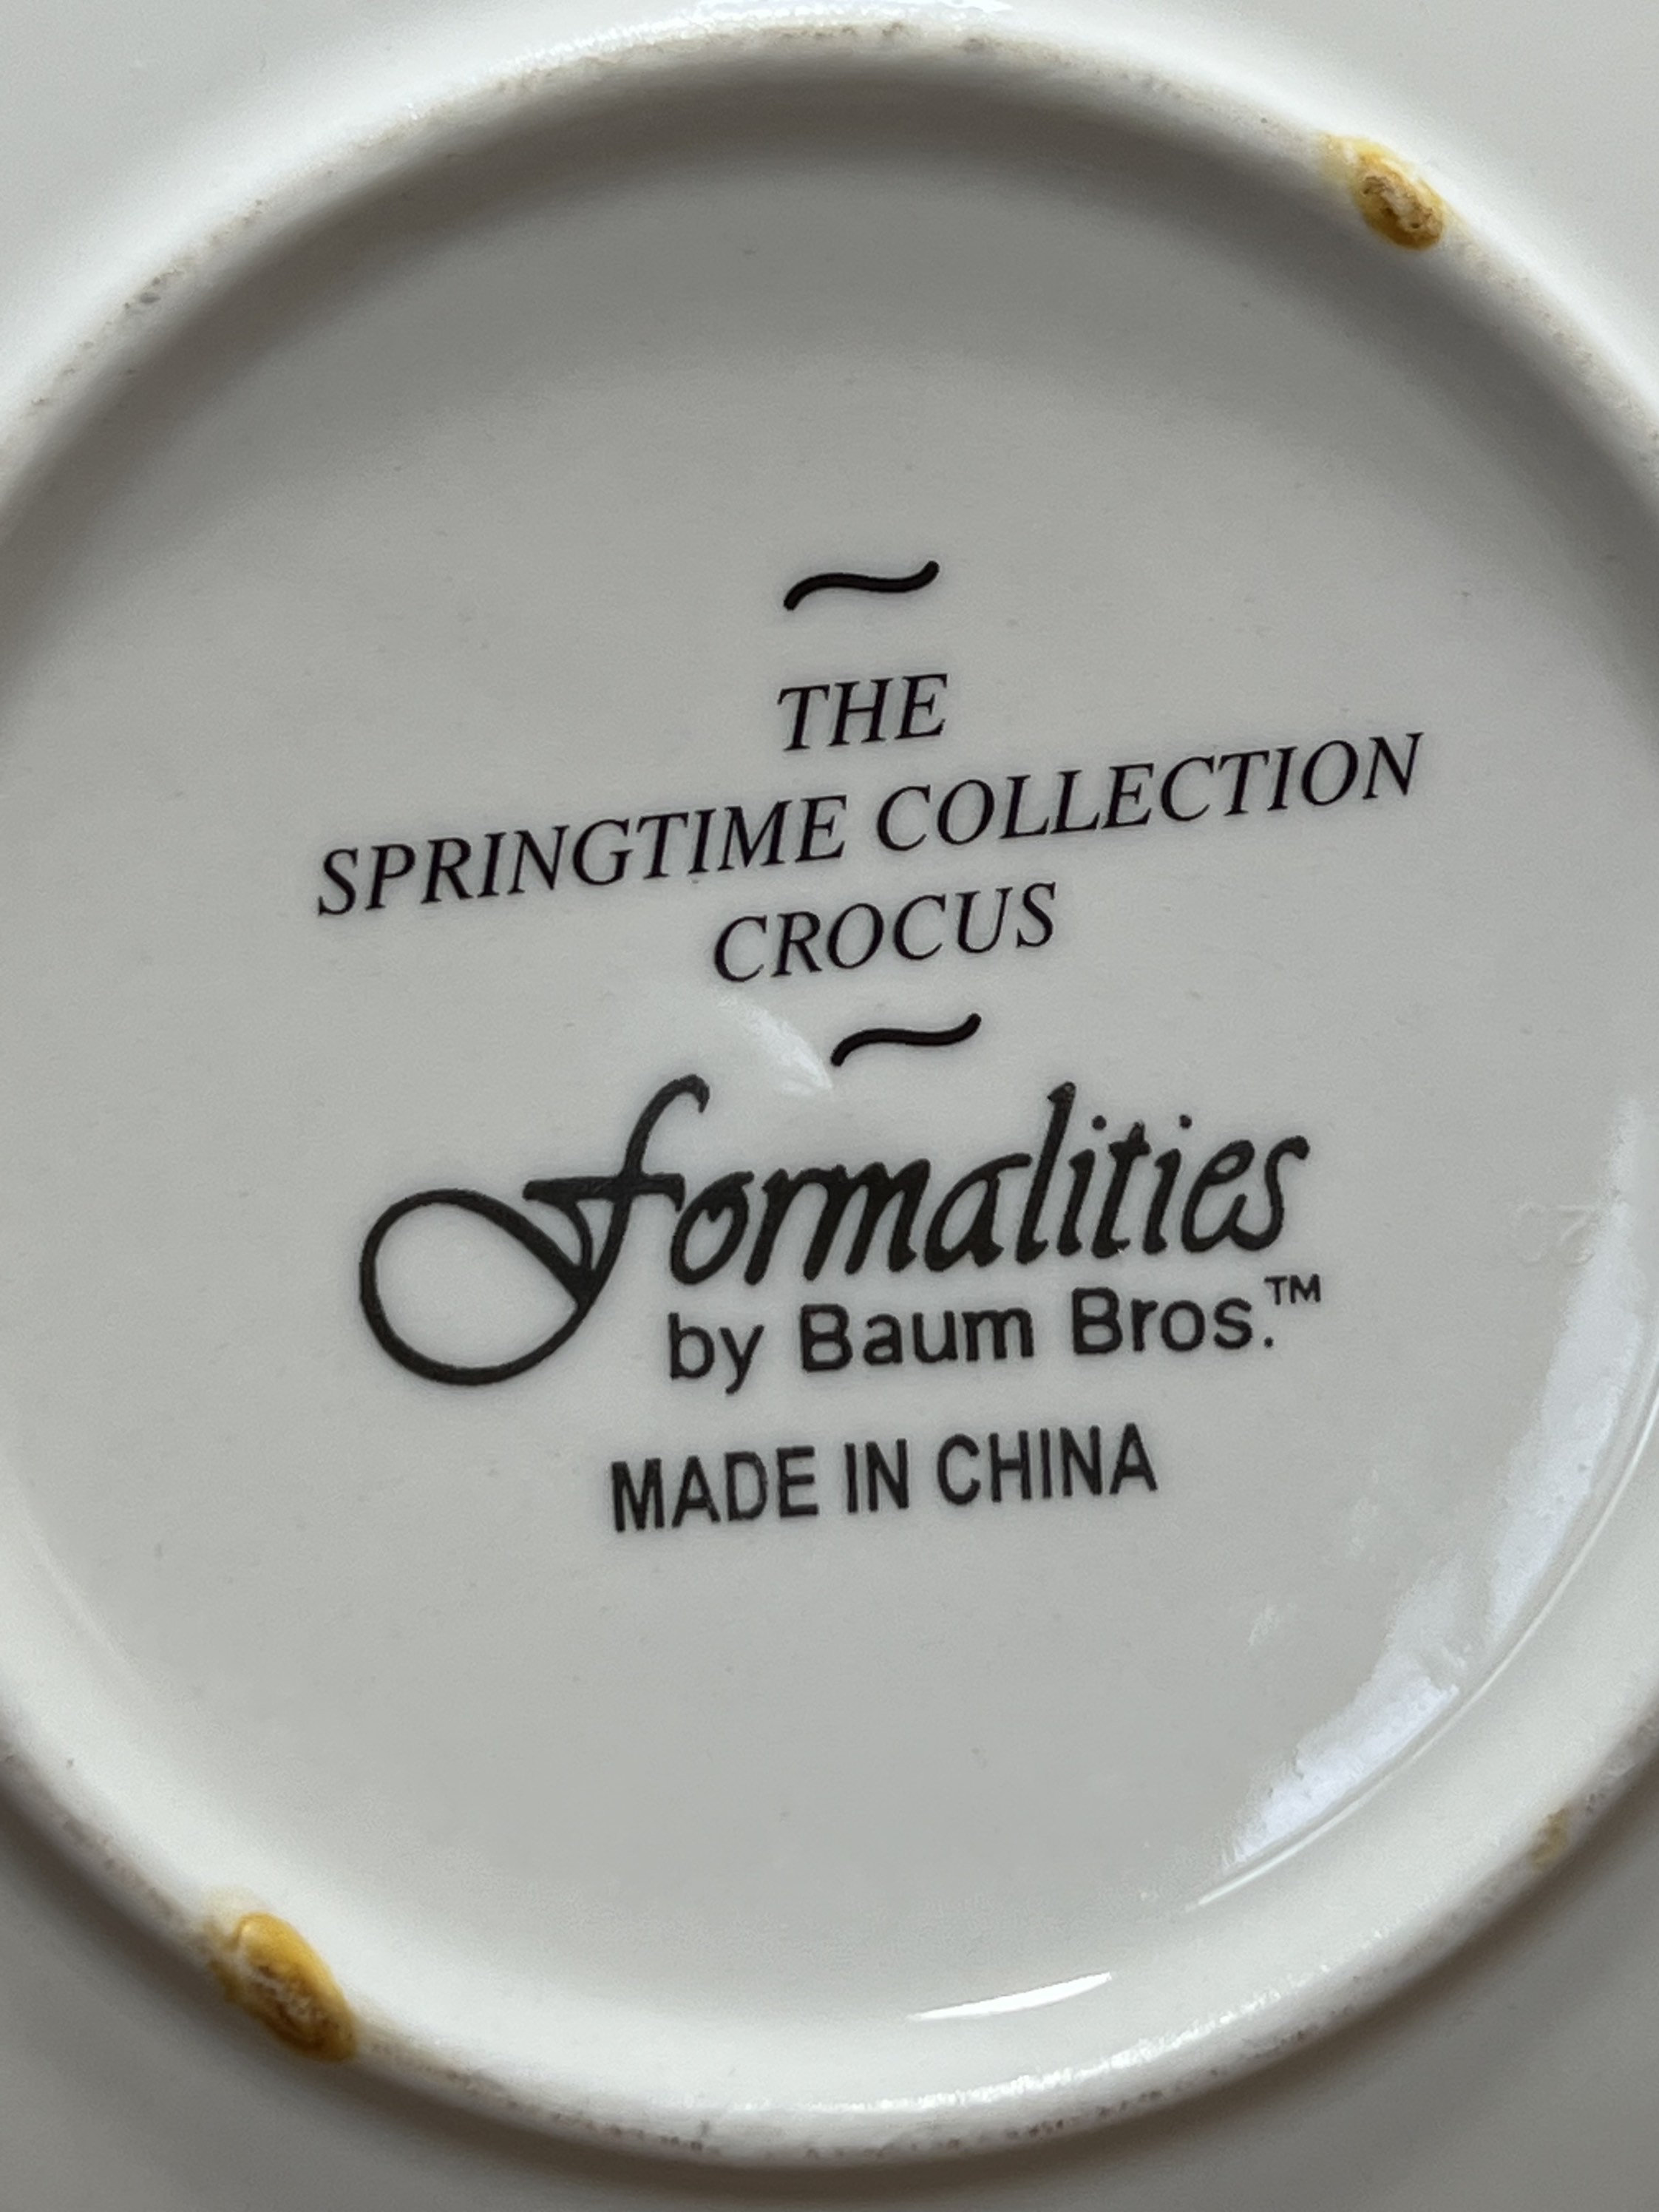 ~
THE
SPRINGTIME COLLECTION
CROCUS
~
formalities
by Baum Bros.™
MADE IN CHINA